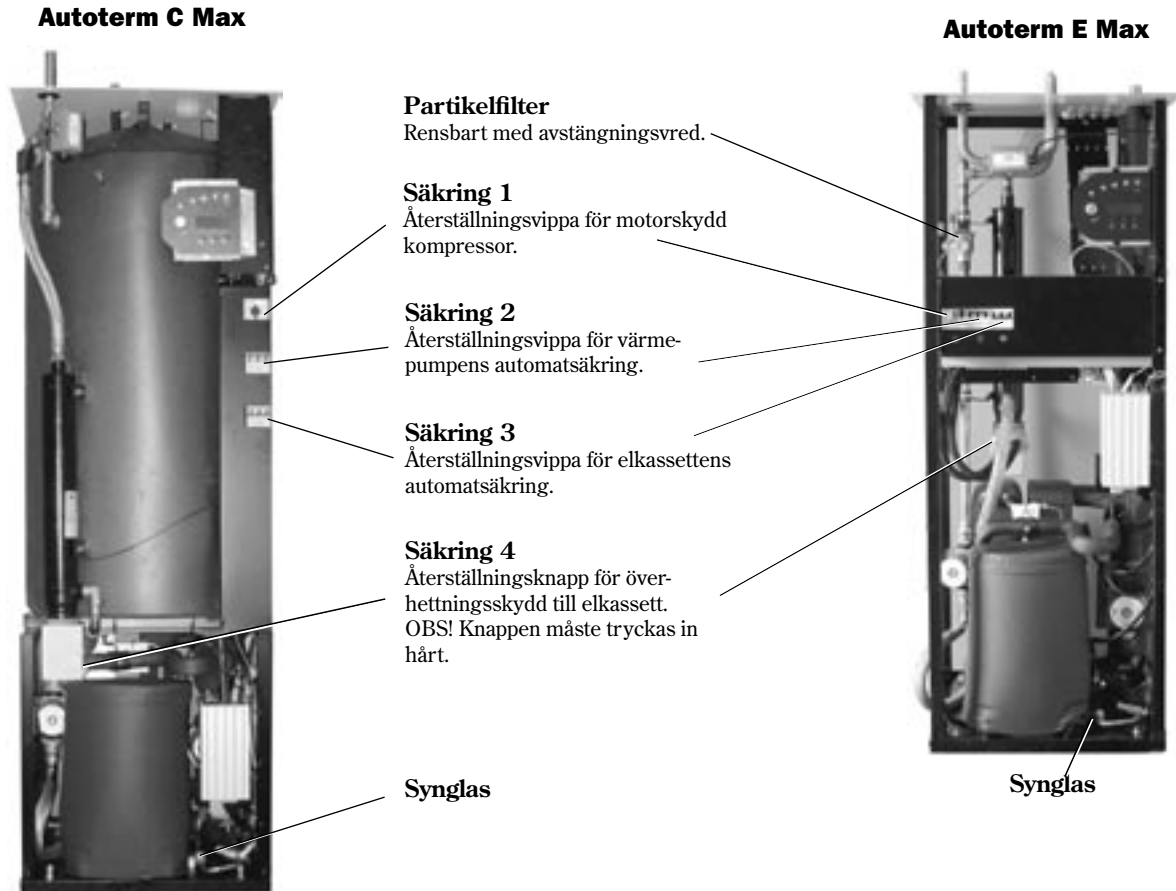 Autoterm C Max
Autoterm E Max
Partikelfilter
Rensbart med avstängningsvred.
Säkring 1
Återställningsvippa för motorskydd
kompressor.
Säkring 2
Återställningsvippa för värme-
pumpens automatsäkring.
Säkring 3
Återställningsvippa för elkassettens
automatsäkring.
Säkring 4
Återställningsknapp för över-
hettningsskydd till elkassett.
OBS! Knappen måste tryckas in
hårt.
Synglas
Synglas